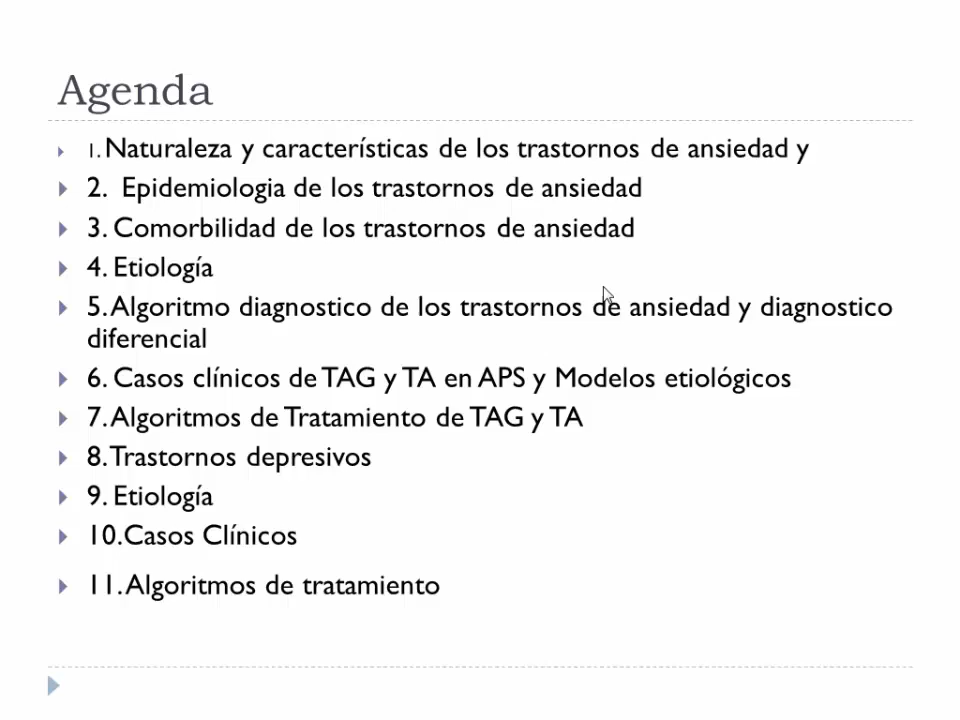 Agenda
1. Naturaleza y características de los trastornos de ansiedad y
2. Epidemiologia de los trastornos de ansiedad
3. Comorbilidad de los trastornos de ansiedad
4. Etiología
5. Algoritmo diagnostico de los trastornos de ansiedad y diagnostico
diferencial
6. Casos clínicos de TAG y TA en APS y Modelos etiológicos
7. Algoritmos de Tratamiento de TAG y TA
8. Trastornos depresivos
9. Etiología
10.Casos Clínicos
11. Algoritmos de tratamiento